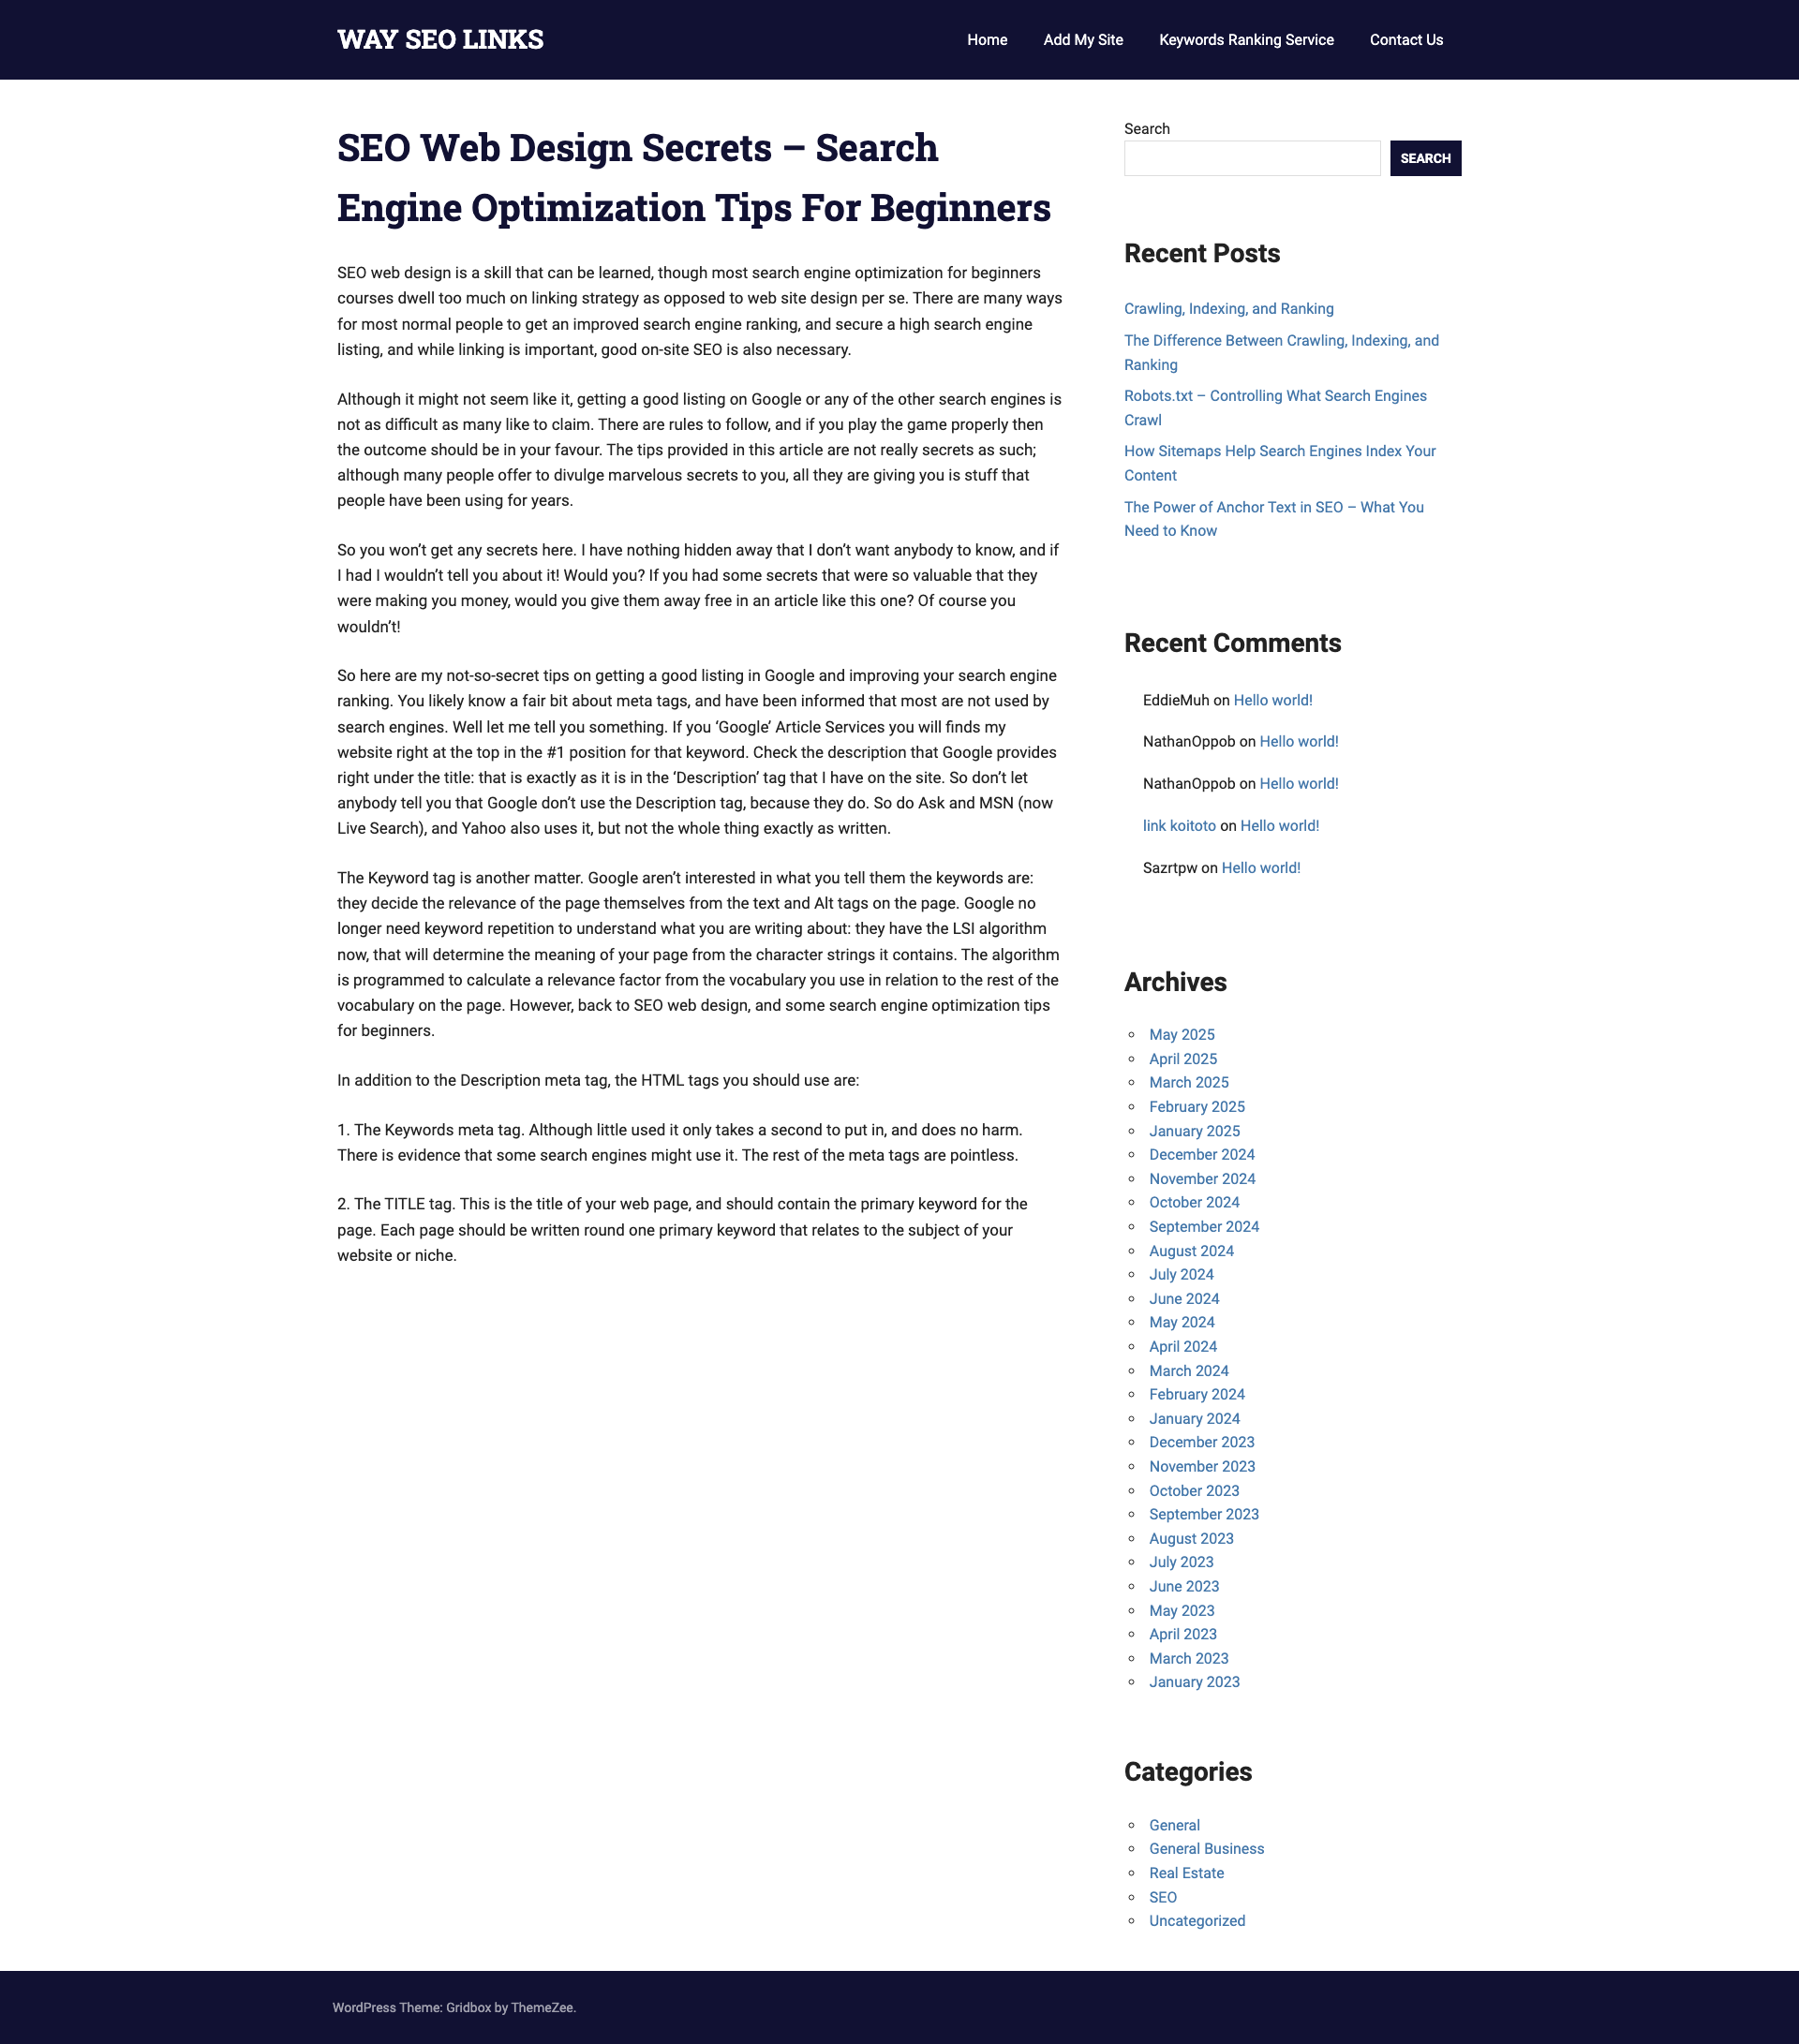 WAY SEO LINKS
Home
Add My Site
Keywords Ranking Service
Contact Us
SEO Web Design Secrets – Search
Engine Optimization Tips For Beginners
SEO web design is a skill that can be learned, though most search engine optimization for beginners
courses dwell too much on linking strategy as opposed to web site design per se. There are many ways
for most normal people to get an improved search engine ranking, and secure a high search engine
listing, and while linking is important, good on-site SEO is also necessary.
Although it might not seem like it, getting a good listing on Google or any of the other search engines is
not as difficult as many like to claim. There are rules to follow, and if you play the game properly then
the outcome should be in your favour. The tips provided in this article are not really secrets as such;
although many people offer to divulge marvelous secrets to you, all they are giving you is stuff that
people have been using for years.
So you won’t get any secrets here. I have nothing hidden away that I don’t want anybody to know, and if
I had I wouldn’t tell you about it! Would you? If you had some secrets that were so valuable that they
were making you money, would you give them away free in an article like this one? Of course you
wouldn’t!
So here are my not-so-secret tips on getting a good listing in Google and improving your search engine
ranking. You likely know a fair bit about meta tags, and have been informed that most are not used by
search engines. Well let me tell you something. If you ‘Google’ Article Services you will finds my
website right at the top in the #1 position for that keyword. Check the description that Google provides
right under the title: that is exactly as it is in the ‘Description’ tag that I have on the site. So don’t let
anybody tell you that Google don’t use the Description tag, because they do. So do Ask and MSN (now
Live Search), and Yahoo also uses it, but not the whole thing exactly as written.
The Keyword tag is another matter. Google aren’t interested in what you tell them the keywords are:
they decide the relevance of the page themselves from the text and Alt tags on the page. Google no
longer need keyword repetition to understand what you are writing about: they have the LSI algorithm
now, that will determine the meaning of your page from the character strings it contains. The algorithm
is programmed to calculate a relevance factor from the vocabulary you use in relation to the rest of the
vocabulary on the page. However, back to SEO web design, and some search engine optimization tips
for beginners.
In addition to the Description meta tag, the HTML tags you should use are:
1. The Keywords meta tag. Although little used it only takes a second to put in, and does no harm.
There is evidence that some search engines might use it. The rest of the meta tags are pointless.
2. The TITLE tag. This is the title of your web page, and should contain the primary keyword for the
page. Each page should be written round one primary keyword that relates to the subject of your
website or niche.
Search
SEARCH
Recent Posts
Crawling, Indexing, and Ranking
The Difference Between Crawling, Indexing, and
Ranking
Robots.txt – Controlling What Search Engines
Crawl
How Sitemaps Help Search Engines Index Your
Content
The Power of Anchor Text in SEO – What You
Need to Know
Recent Comments
EddieMuh on Hello world!
NathanOppob on Hello world!
NathanOppob on Hello world!
link koitoto on Hello world!
Sazrtpw on Hello world!
Archives
May 2025
April 2025
March 2025
February 2025
January 2025
December 2024
November 2024
October 2024
September 2024
August 2024
July 2024
June 2024
May 2024
April 2024
March 2024
February 2024
January 2024
December 2023
November 2023
October 2023
September 2023
August 2023
July 2023
June 2023
May 2023
April 2023
March 2023
January 2023
Categories
General
General Business
Real Estate
SEO
Uncategorized
WordPress Theme: Gridbox by ThemeZee.